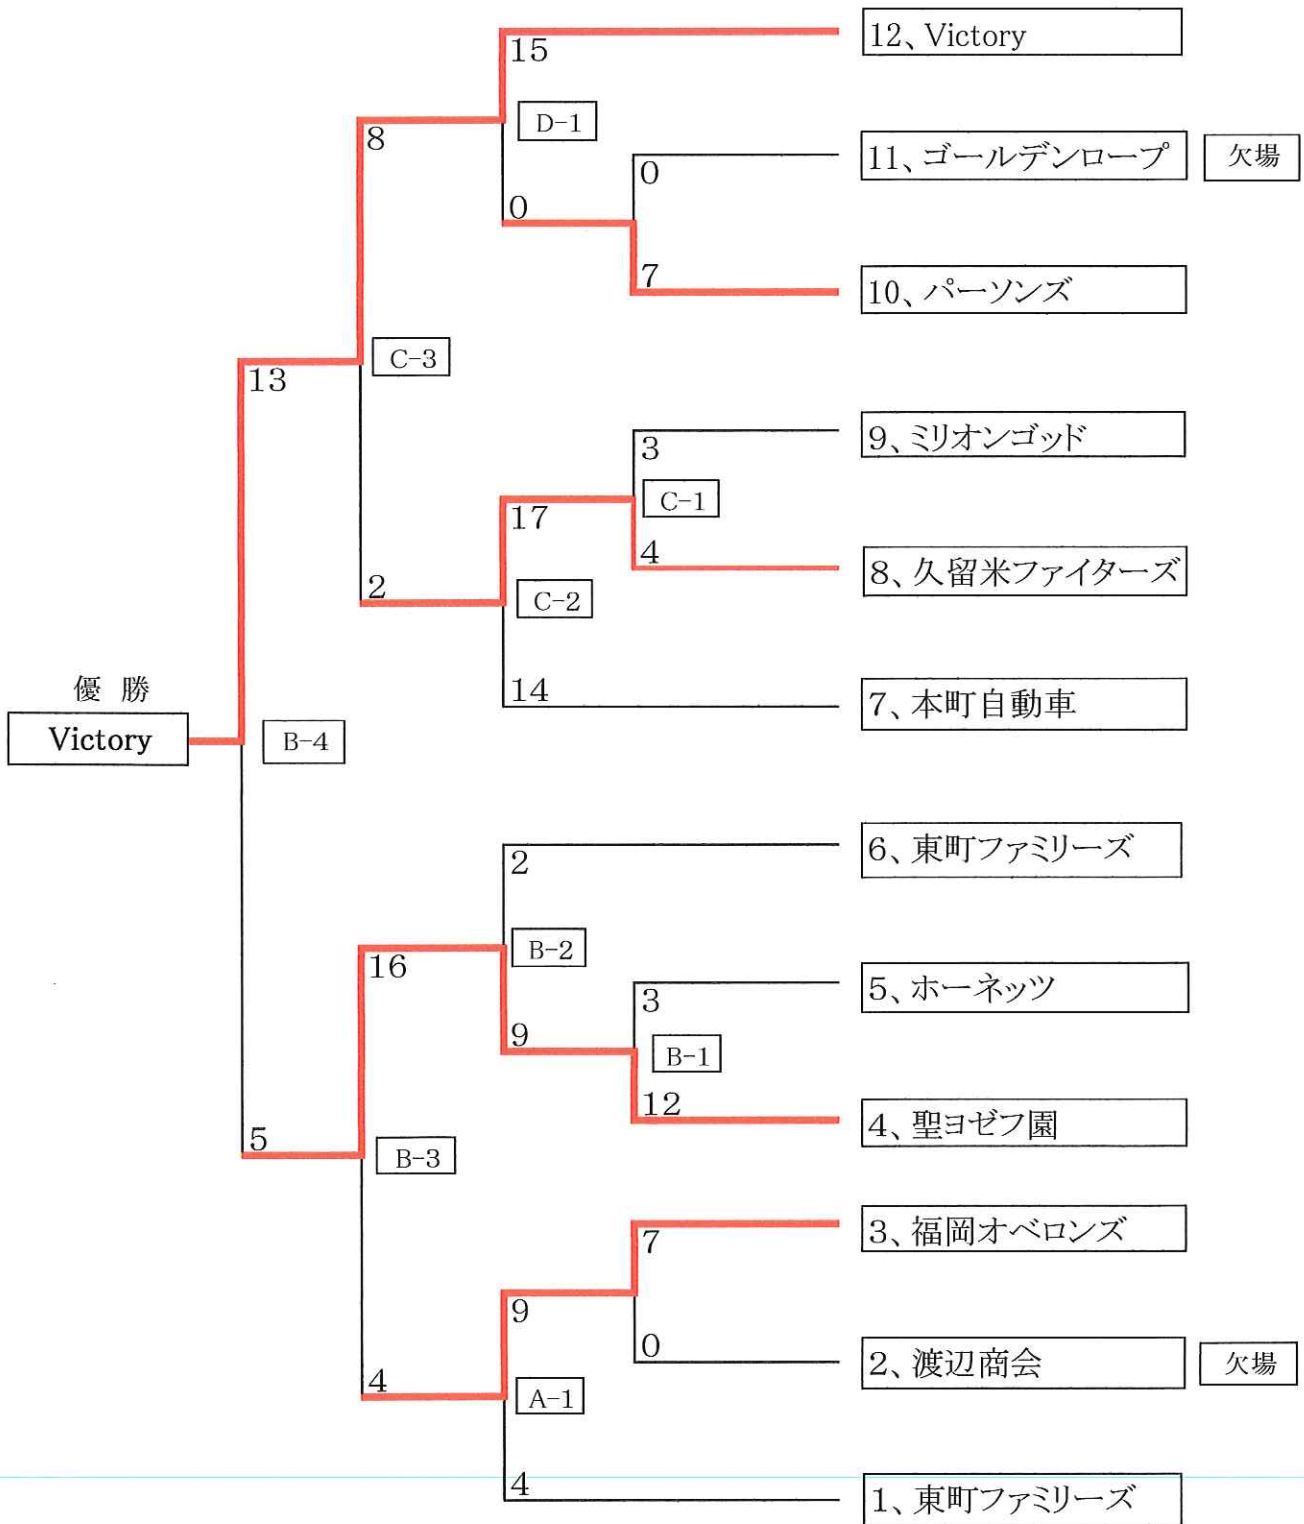 15
12、Victory
D-1
8
11、ゴールデンロープ
欠場
0
0
7
10、パーソンズ
C-3
13
9、ミリオンゴッド
3
C-1
17
4
8、久留米ファイターズ
2
C-2
14
7、本町自動車
優勝
Victory
B-4
6、東町ファミリーズ
2
B-2
16
5、ホーネッツ
3
9
B-1
12
4、聖ヨゼフ園
5
B-3
3、福岡オベロンズ
7
9
0
2、渡辺商会
欠場
4
A-1
4
1、東町ファミリーズ